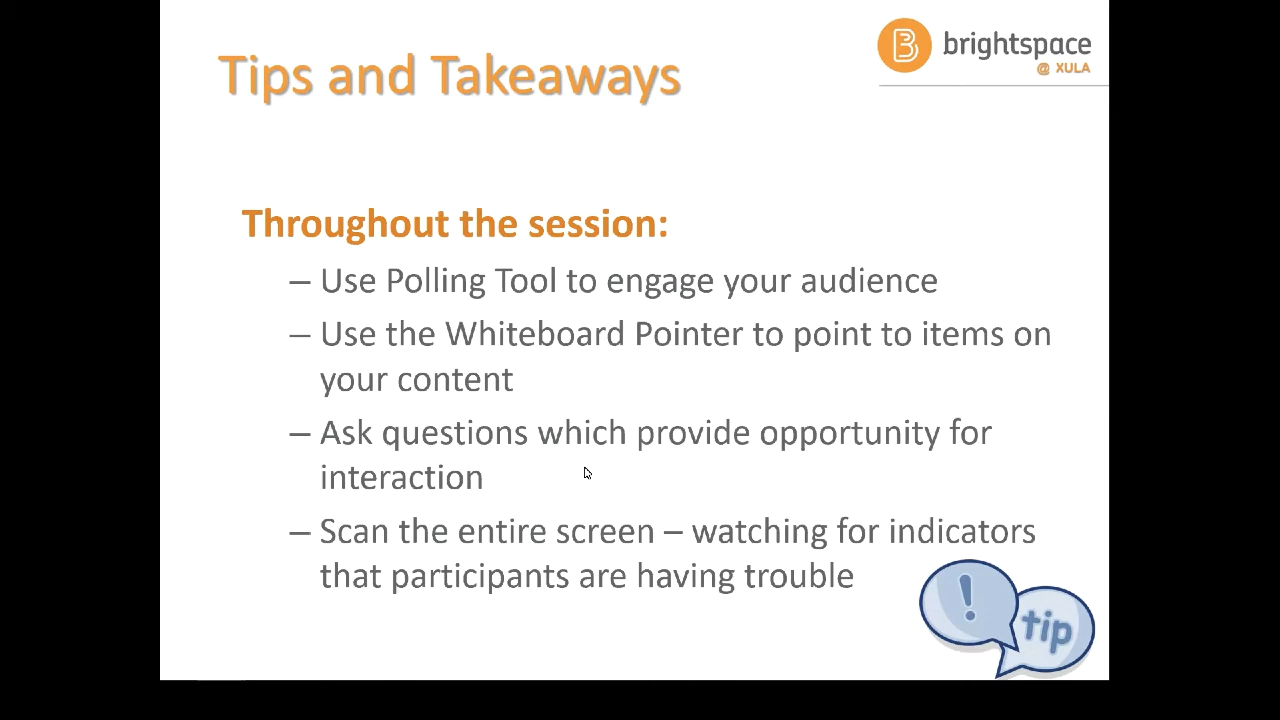 Tips and Takeaways
brightspace
@ XULA
Throughout the session:
– Use Polling Tool to engage your audience
– Use the Whiteboard Pointer to point to items on
your content
– Ask questions which provide opportunity for
interaction
– Scan the entire screen – watching for indicators
that participants are having trouble
!
tip